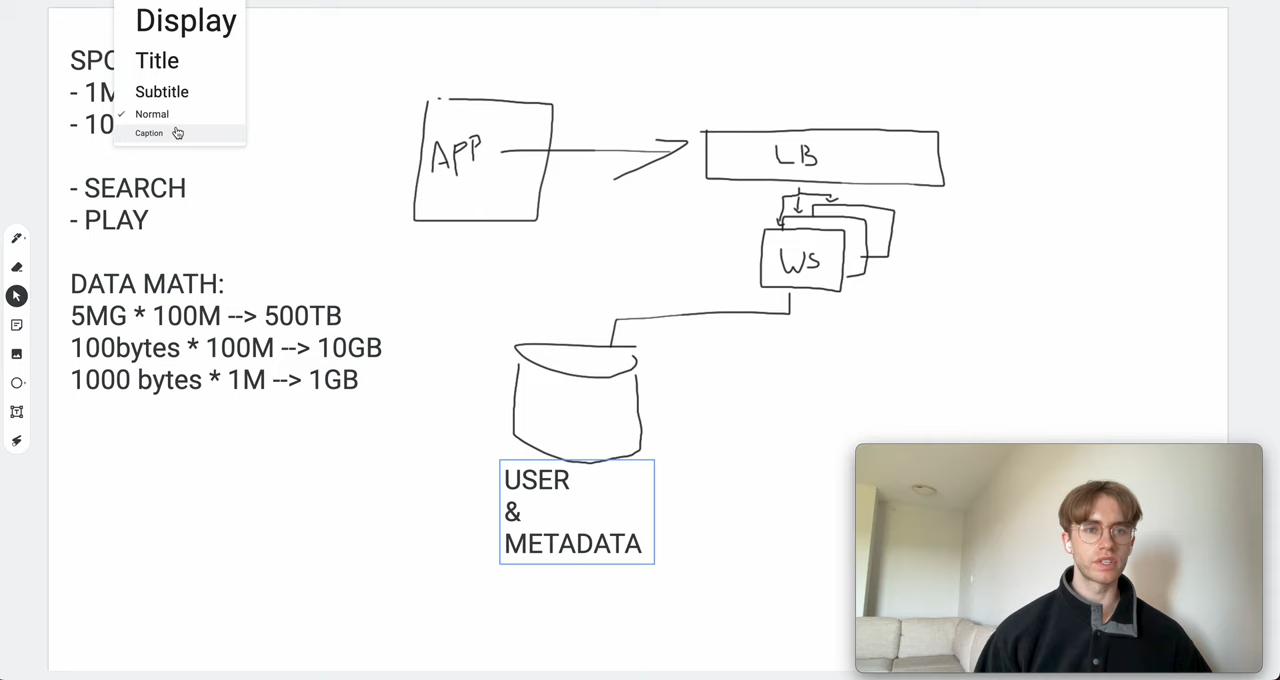 Display
Title
Subtitle
Normal
Caption
SPO
- 1M
- 10
- SEARCH
- PLAY
DATA MATH:
5MG * 100M --> 500TB
100bytes * 100M --> 10GB
1000 bytes * 1M --> 1GB
APP
LB
WS
USER
&
METADATA